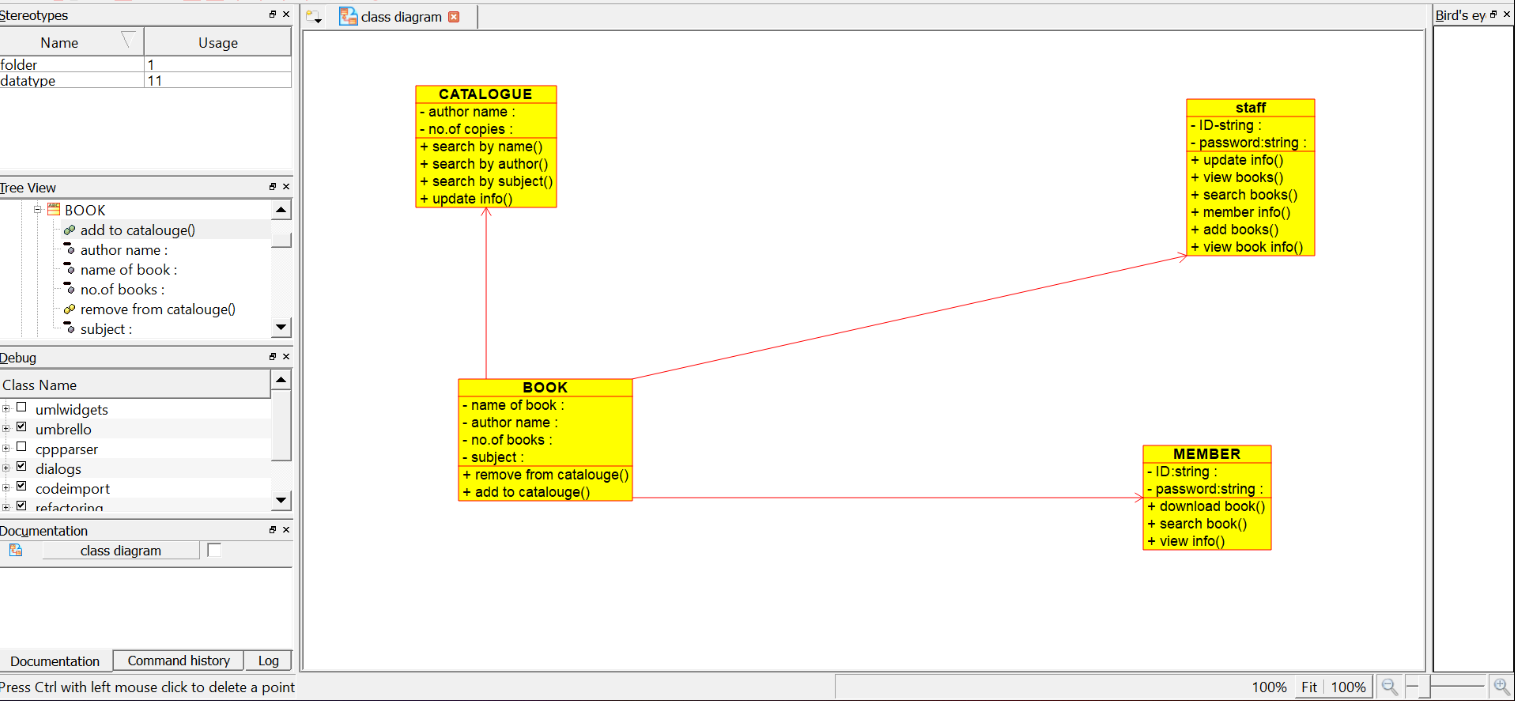 Stereotypes
Name Usage
folder 1
datatype 11
Tree View
BOOK
add to catalouge()
author name :
name of book :
no.of books :
remove from catalouge()
subject :
Debug
Class Name
umlwidgets
umbrello
cppparser
dialogs
codeimport
refactoring
Documentation
class diagram
Documentation Command history Log
Press Ctrl with left mouse click to delete a point
class diagram
CATALOGUE
- author name :
- no.of copies :
+ search by name()
+ search by author()
+ search by subject()
+ update info()
staff
- ID-string :
- password:string :
+ update info()
+ view books()
+ search books()
+ member info()
+ add books()
+ view book info()
BOOK
- name of book :
- author name :
- no.of books :
- subject :
+ remove from catalouge()
+ add to catalouge()
MEMBER
- ID:string :
- password:string :
+ download book()
+ search book()
+ view info()
Bird's ey
100% Fit 100%